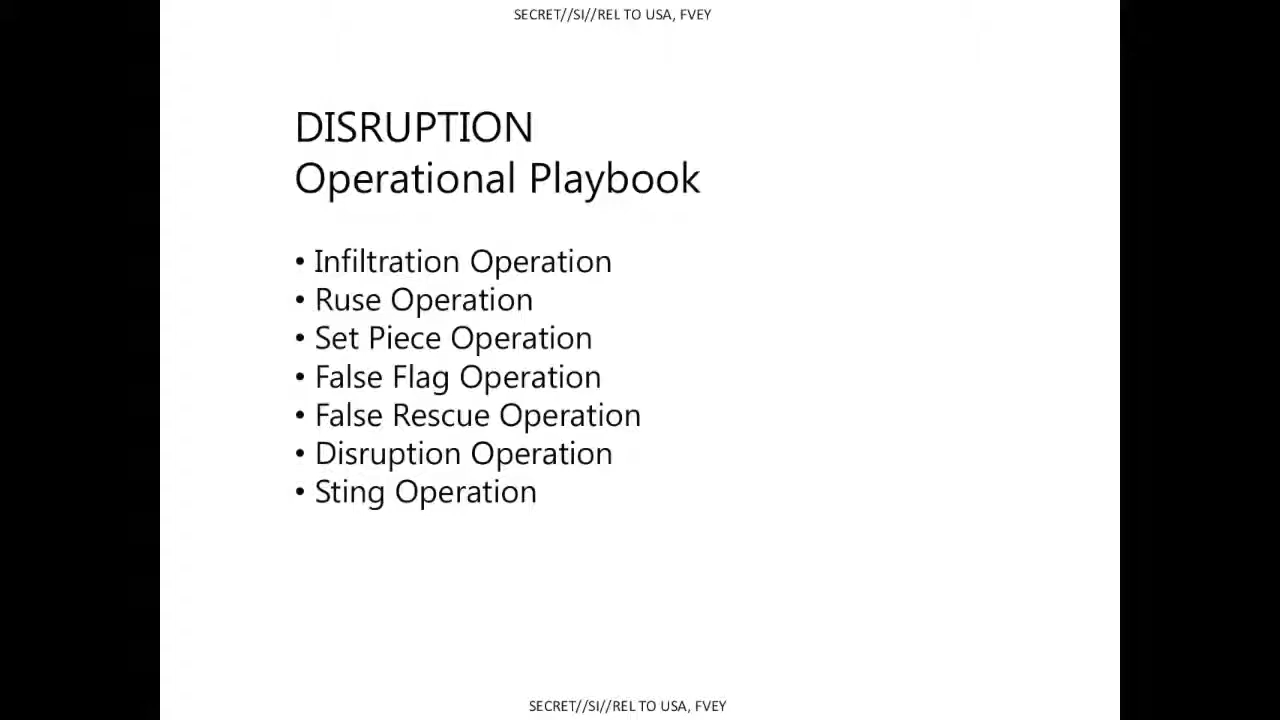 SECRET//SI//REL TO USA, FVEY
DISRUPTION
Operational Playbook
• Infiltration Operation
• Ruse Operation
• Set Piece Operation
• False Flag Operation
• False Rescue Operation
• Disruption Operation
• Sting Operation
SECRET//SI//REL TO USA, FVEY